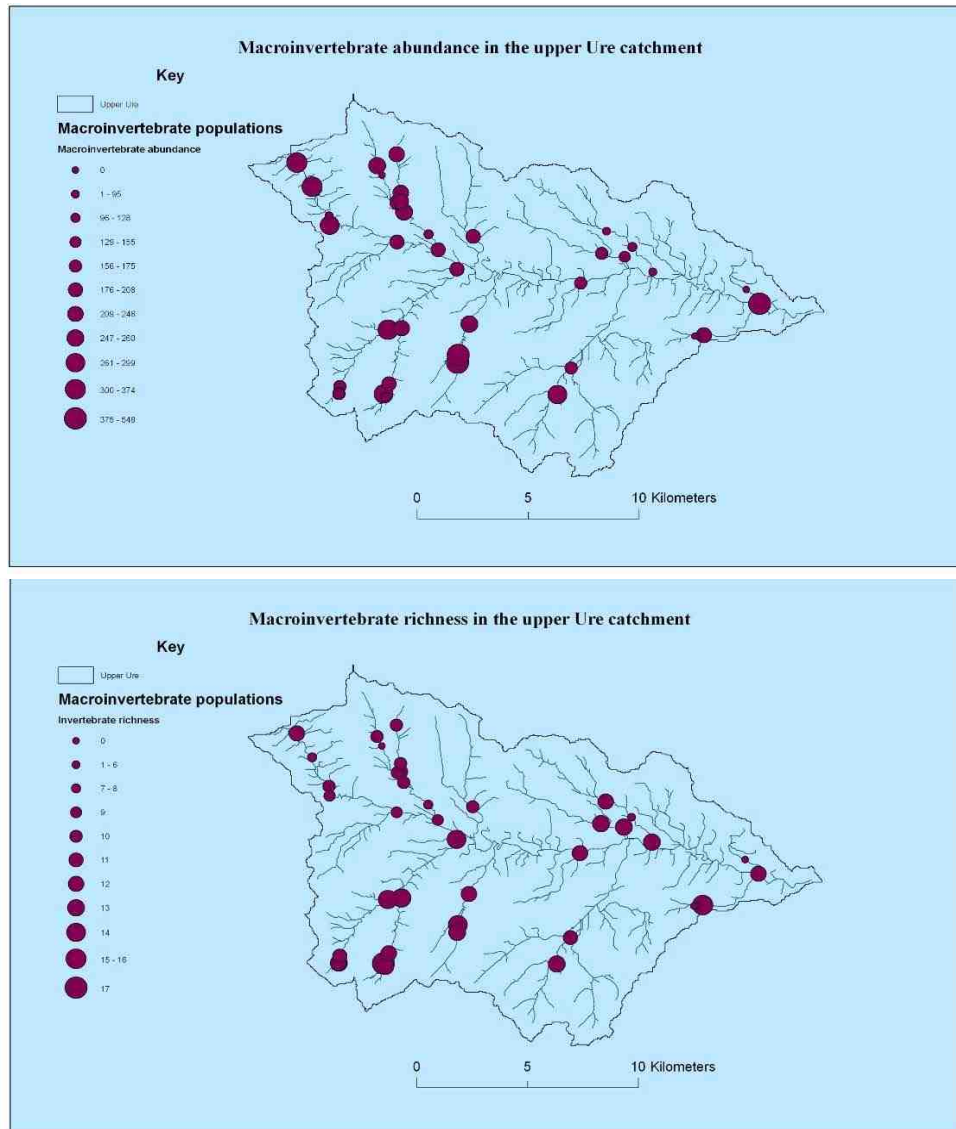 Macroinvertebrate abundance in the upper Ure catchment
Key
Upper Ure
Macroinvertebrate populations
Macroinvertebrate abundance
0
1 - 95
96 - 128
129 - 155
156 - 175
176 - 208
209 - 246
247 - 260
261 - 299
300 - 374
375 - 549
0 5 10 Kilometers
Macroinvertebrate richness in the upper Ure catchment
Key
Upper Ure
Macroinvertebrate populations
Invertebrate richness
0
1 - 6
7 - 8
9
10
11
12
13
14
15 - 16
17
0 5 10 Kilometers